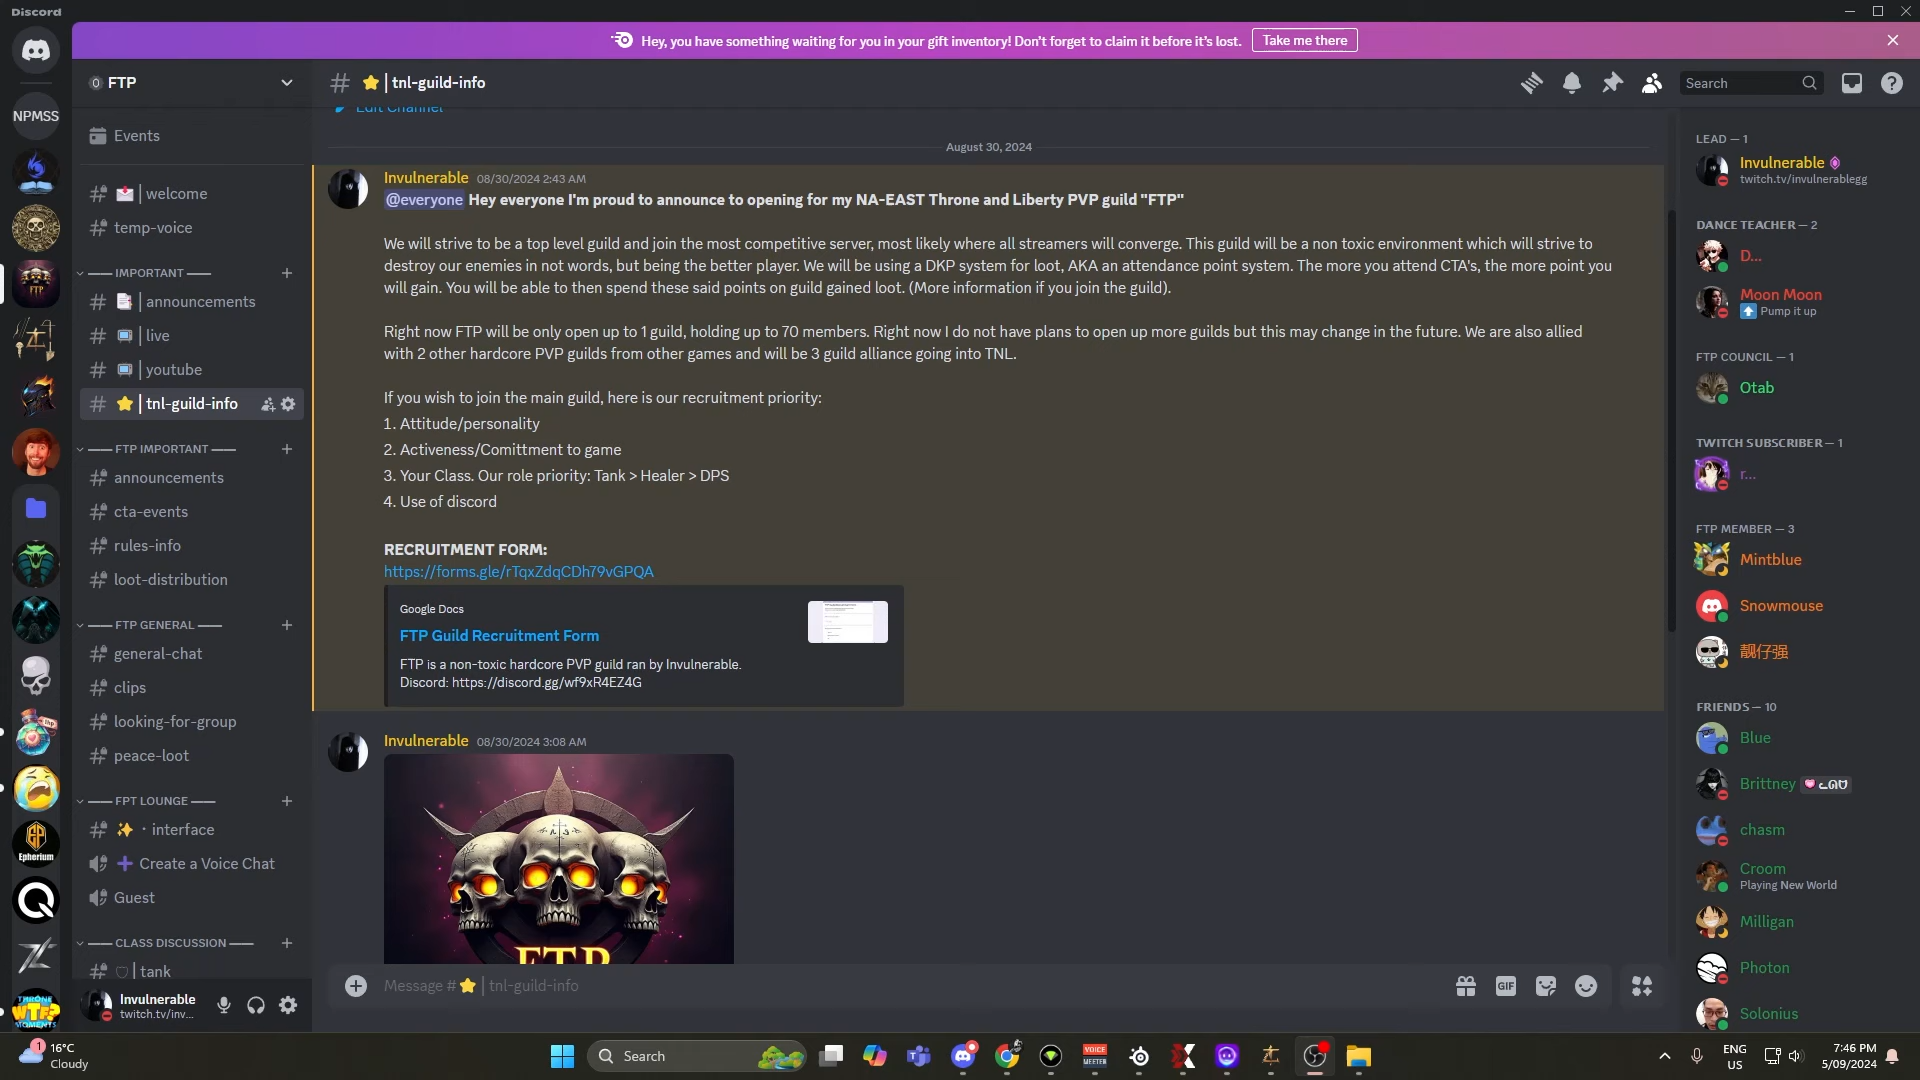 Discord
Hey, you have something waiting for you in your gift inventory! Don't forget to claim it before it's lost.
Take me there
FTP
Events
| welcome
temp-voice
IMPORTANT
| announcements
| live
| youtube
| tnl-guild-info
FTP IMPORTANT
announcements
cta-events
rules-info
loot-distribution
FTP GENERAL
general-chat
clips
looking-for-group
peace-loot
FPT LOUNGE
· interface
Create a Voice Chat
Guest
CLASS DISCUSSION
| tank
Invulnerable
twitch.tv/inv...
NPMSS
FTP
Epherium
THRONE
WTF?
MOMENTS
| tnl-guild-info
Search
Edit Channel
August 30, 2024
Invulnerable 08/30/2024 2:43 AM
@everyone Hey everyone I'm proud to announce to opening for my NA-EAST Throne and Liberty PVP guild "FTP"
We will strive to be a top level guild and join the most competitive server, most likely where all streamers will converge. This guild will be a non toxic environment which will strive to
destroy our enemies in not words, but being the better player. We will be using a DKP system for loot, AKA an attendance point system. The more you attend CTA's, the more point you
will gain. You will be able to then spend these said points on guild gained loot. (More information if you join the guild).
Right now FTP will be only open up to 1 guild, holding up to 70 members. Right now I do not have plans to open up more guilds but this may change in the future. We are also allied
with 2 other hardcore PVP guilds from other games and will be 3 guild alliance going into TNL.
If you wish to join the main guild, here is our recruitment priority:
1. Attitude/personality
2. Activeness/Comittment to game
3. Your Class. Our role priority: Tank > Healer > DPS
4. Use of discord
RECRUITMENT FORM:
https://forms.gle/rTqxZdqCDh79vGPQA
Google Docs
FTP Guild Recruitment Form
FTP is a non-toxic hardcore PVP guild ran by Invulnerable.
Discord: https://discord.gg/wf9xR4EZ4G
Invulnerable 08/30/2024 3:08 AM
FTP
Message # | tnl-guild-info
GIF
LEAD — 1
Invulnerable
twitch.tv/invulnerablegg
DANCE TEACHER — 2
D...
Moon Moon
Pump it up
FTP COUNCIL — 1
Otab
TWITCH SUBSCRIBER — 1
r...
FTP MEMBER — 3
Mintblue
Snowmouse
靓仔强
FRIENDS — 10
Blue
Brittney
chasm
Croom
Playing New World
Milligan
Photon
Solonius
1
16°C
Cloudy
Search
VOICE
MEETER
ENG
US
7:46 PM
5/09/2024